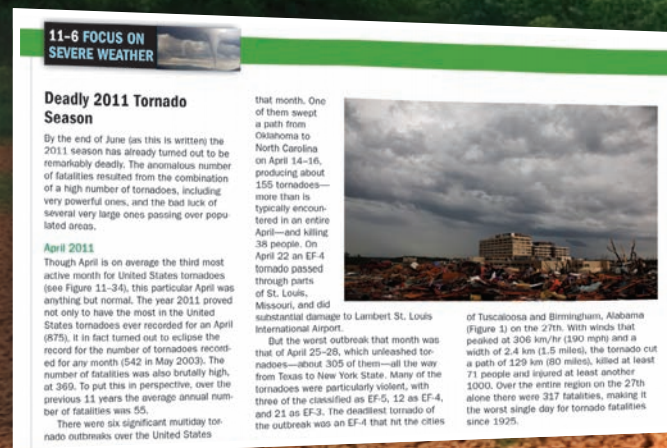 11–6 FOCUS ON
SEVERE WEATHER
Deadly 2011 Tornado
Season
By the end of June (as this is written) the
2011 season has already turned out to be
remarkably deadly. The anomalous number
of fatalities resulted from the combination
of a high number of tornadoes, including
very powerful ones, and the bad luck of
several very large ones passing over popu-
lated areas.
April 2011
Though April is on average the third most
active month for United States tornadoes
(see Figure 11–34), this particular April was
anything but normal. The year 2011 proved
not only to have the most in the United
States tornadoes ever recorded for an April
(875), it in fact turned out to eclipse the
record for the number of tornadoes record-
ed for any month (542 in May 2003). The
number of fatalities was also brutally high,
at 369. To put this in perspective, over the
previous 11 years the average annual num-
ber of fatalities was 55.
There were six significant multiday tor-
nado outbreaks over the United States
that month. One
of them swept
a path from
Oklahoma to
North Carolina
on April 14–16,
producing about
155 tornadoes—
more than is
typically encoun-
tered in an entire
April—and killing
38 people. On
April 22 an EF-4
tornado passed
through parts
of St. Louis,
Missouri, and did
substantial damage to Lambert St. Louis
International Airport.
But the worst outbreak that month was
that of April 25–28, which unleashed tor-
nadoes—about 305 of them—all the way
from Texas to New York State. Many of the
tornadoes were particularly violent, with
three of the classified as EF-5, 12 as EF-4,
and 21 as EF-3. The deadliest tornado of
the outbreak was an EF-4 that hit the cities
of Tuscaloosa and Birmingham, Alabama
(Figure 1) on the 27th. With winds that
peaked at 306 km/hr (190 mph) and a
width of 2.4 km (1.5 miles), the tornado cut
a path of 129 km (80 miles), killed at least
71 people and injured at least another
1000. Over the entire region on the 27th
alone there were 317 fatalities, making it
the worst single day for tornado fatalities
since 1925.